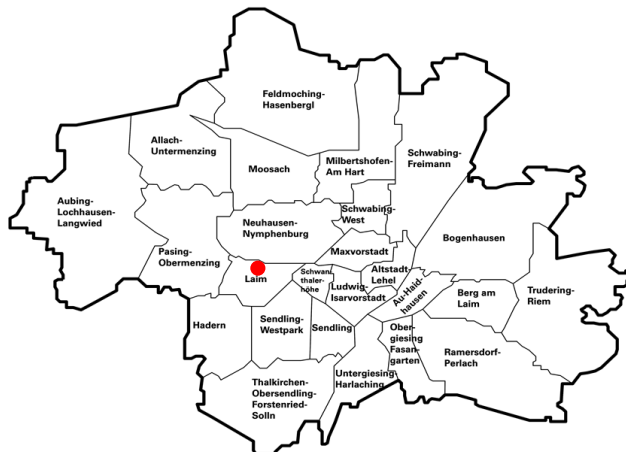 Feldmoching-
Hasenbergl
Allach-
Untermenzing
Moosach
Milbertshofen-
Am Hart
Schwabing-
Freimann
Aubing-
Lochhausen-
Langwied
Pasing-
Obermenzing
Neuhausen-
Nymphenburg
Schwabing-
West
Maxvorstadt
Bogenhausen
Laim
Schwan
thaler-
höhe
Ludwig-
Isarvorstadt
Altstadt-
Lehel
Au-Haid-
hausen
Berg am
Laim
Trudering-
Riem
Hadern
Sendling-
Westpark
Sendling
Ober-
giesing
Fasan-
garten
Ramersdorf-
Perlach
Thalkirchen-
Obersendling-
Forstenried-
Solln
Untergiesing-
Harlaching